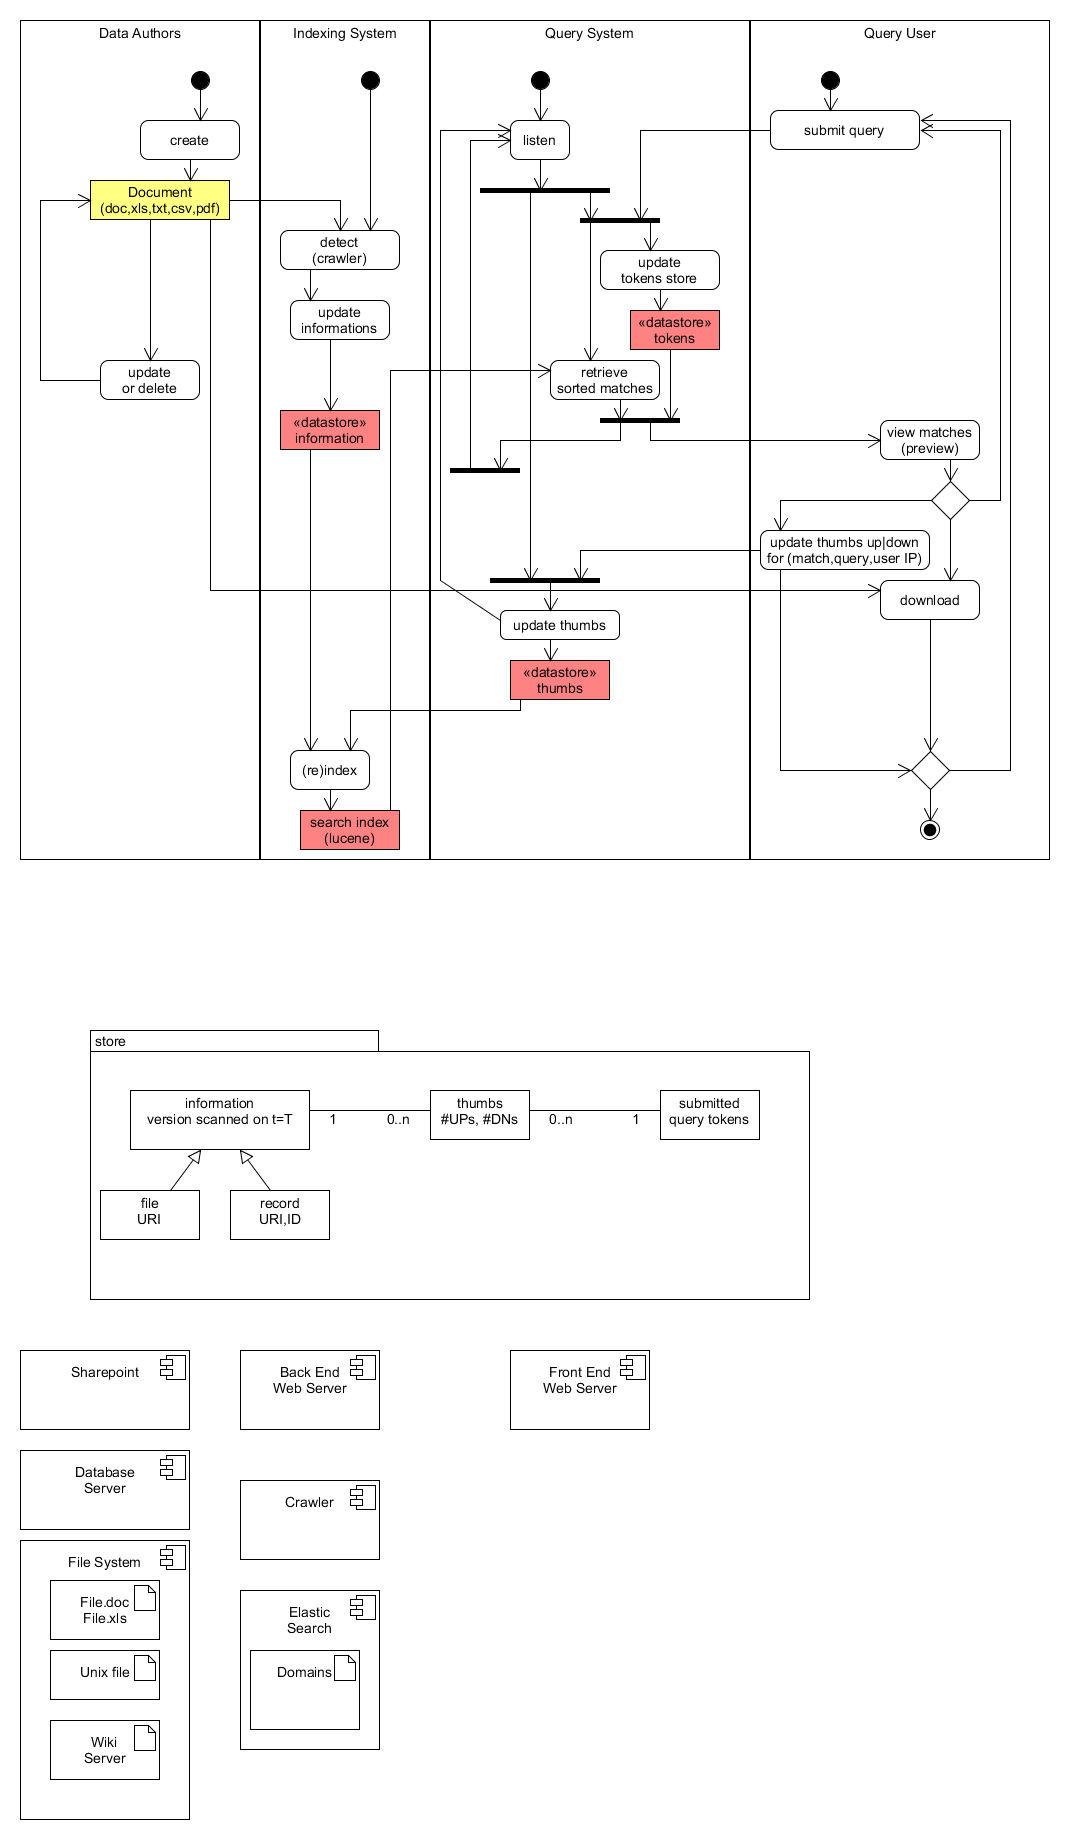 Data Authors
Indexing System
Query System
Query User
create
Document
(doc,xls,txt,csv,pdf)
update
or delete
detect
(crawler)
update
informations
«datastore»
information
(re)index
search index
(lucene)
listen
update
tokens store
«datastore»
tokens
retrieve
sorted matches
update thumbs
«datastore»
thumbs
submit query
view matches
(preview)
update thumbs up|down
for (match,query,user IP)
download
store
information
version scanned on t=T
1
0..n
thumbs
#UPs, #DNs
0..n
1
submitted
query tokens
file
URI
record
URI,ID
Sharepoint
Back End
Web Server
Front End
Web Server
Database
Server
Crawler
File System
File.doc
File.xls
Unix file
Wiki
Server
Elastic
Search
Domains